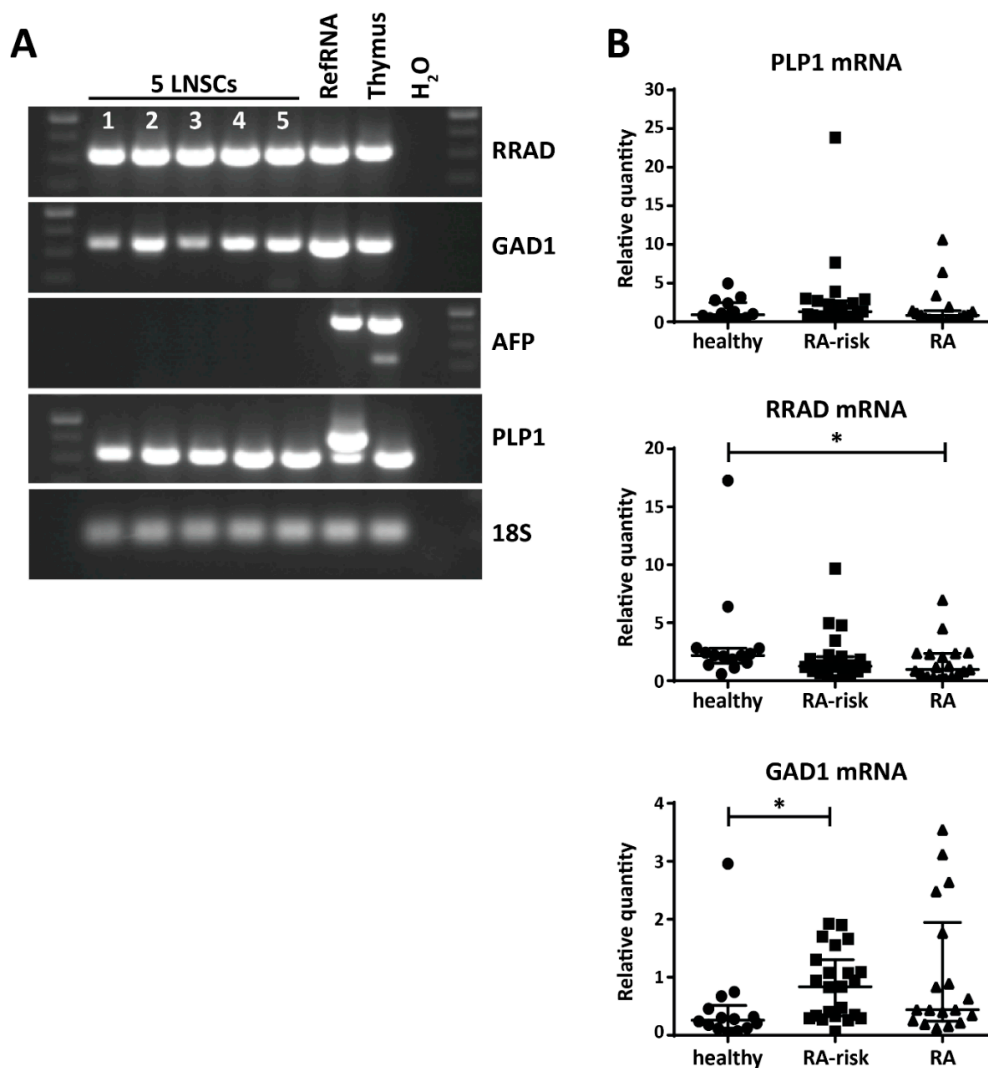 A
5 LNSCs
RefRNA
Thymus
H₂O
1 2 3 4 5
RRAD
GAD1
AFP
PLP1
18S
B
PLP1 mRNA
Relative quantity
30
25
20
15
10
5
0
healthy RA-risk RA
RRAD mRNA
*
Relative quantity
20
15
10
5
0
healthy RA-risk RA
GAD1 mRNA
*
Relative quantity
4
3
2
1
0
healthy RA-risk RA